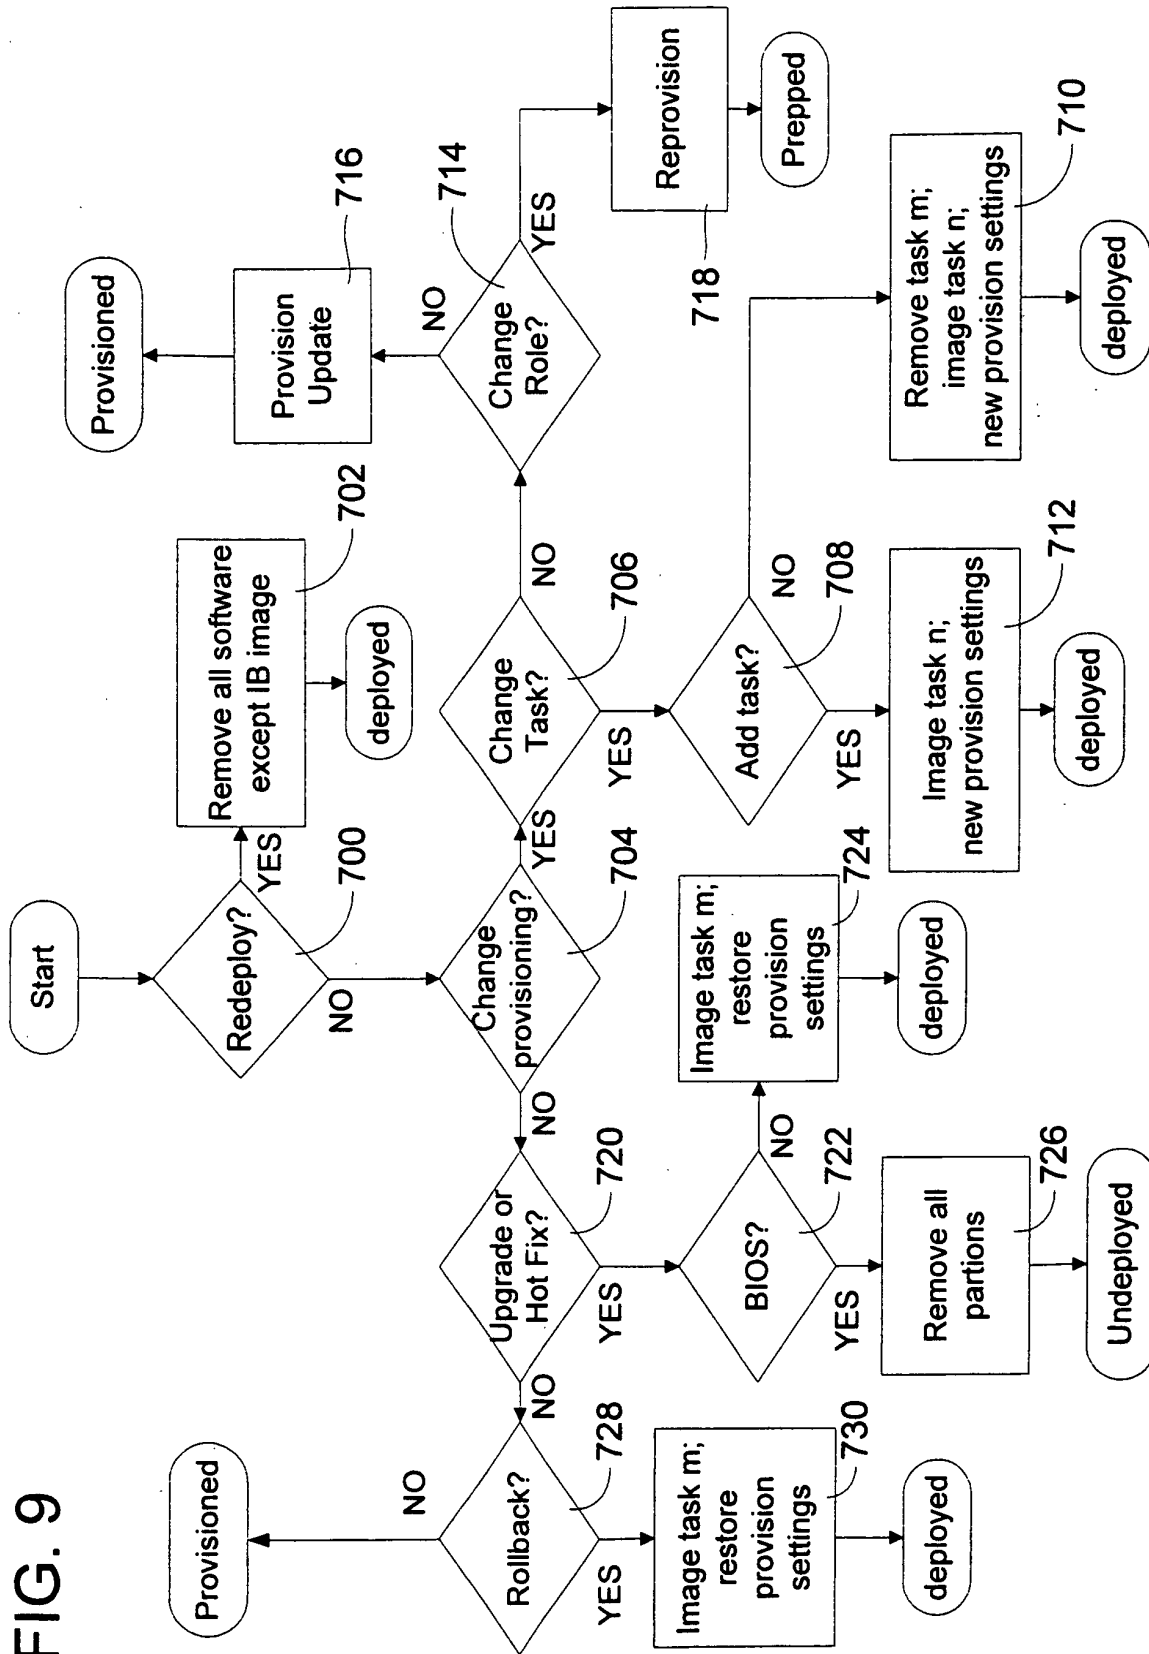 FIG. 9
Start
Redeploy?
700
YES
NO
Remove all software
except IB image
702
deployed
Change
provisioning?
704
YES
NO
Change
Task?
706
NO
YES
Change
Role?
714
NO
YES
Provision
Update
716
Provisioned
Reprovision
718
Prepped
Add task?
708
NO
YES
Remove task m;
image task n;
new provision settings
710
deployed
Image task n;
new provision settings
712
deployed
Upgrade or
Hot Fix?
720
NO
YES
BIOS?
722
NO
YES
Image task m;
restore
provision
settings
724
deployed
Remove all
partions
726
Undeployed
Rollback?
728
NO
YES
Provisioned
Image task m;
restore
provision
settings
730
deployed